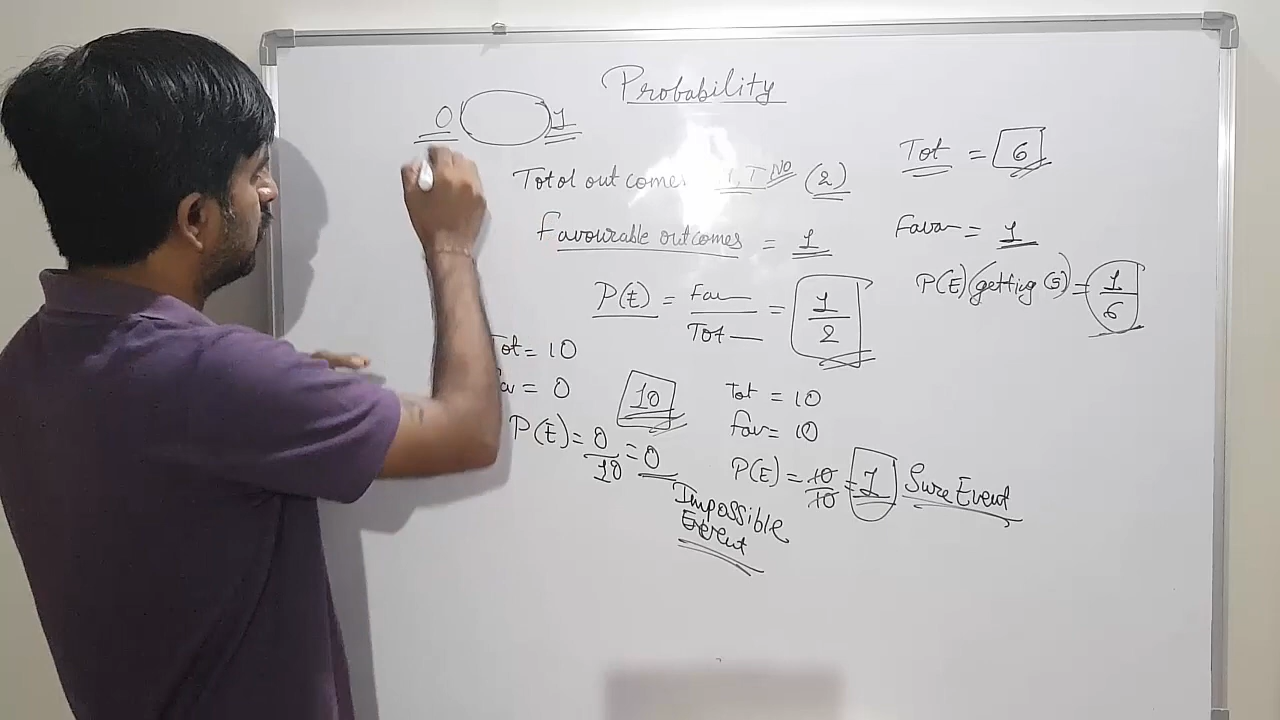 Probability
0 1
Total outcomes H, T NO (2)
Favourable outcomes = 1
P(E) = Fav = 1
Tot 2
Tot = 6
Fava = 1
P(E) (getting (5)) = 1
6
Tot = 10
= 0
P(E) = 0 = 0
10
10
Impossible
Event
Tot = 10
Fav = 10
P(E) = 10 = 1 Sure Event
10